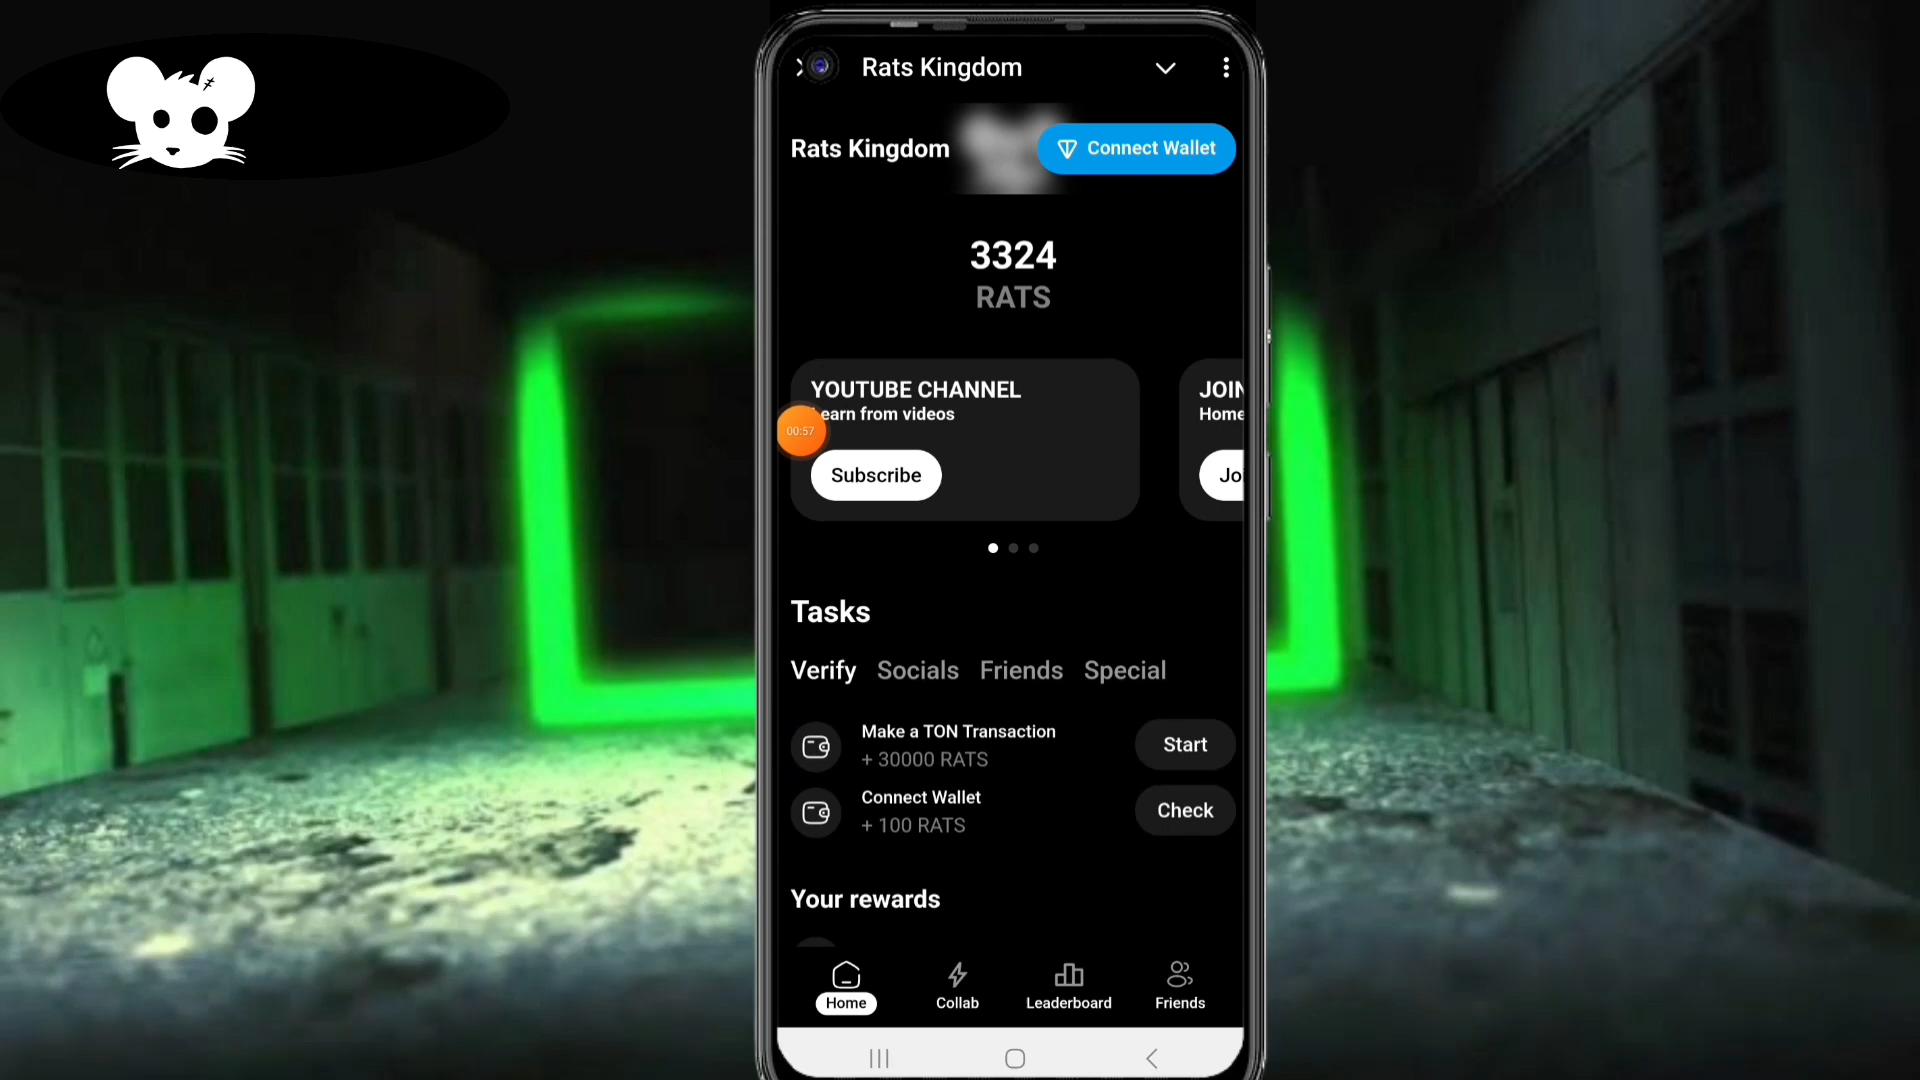 Rats Kingdom
Rats Kingdom
Connect Wallet
3324
RATS
YOUTUBE CHANNEL
earn from videos
00:57
Subscribe
JOIN
Home
Joi
Tasks
Verify Socials Friends Special
Make a TON Transaction
+ 30000 RATS
Start
Connect Wallet
+ 100 RATS
Check
Your rewards
Home Collab Leaderboard Friends